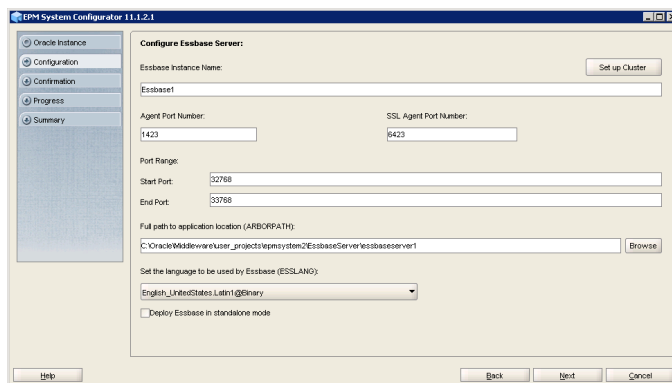 EPM System Configurator 11.1.2.1
Oracle Instance
Configuration
Confirmation
Progress
Summary
Configure Essbase Server:
Essbase Instance Name:
Set up Cluster
Essbase1
Agent Port Number:
SSL Agent Port Number:
1423
6423
Port Range:
Start Port:
32768
End Port:
33768
Full path to application location (ARBORPATH):
C:\Oracle\Middleware\user_projects\epmsystem2\EssbaseServer\essbaseserver1
Browse
Set the language to be used by Essbase (ESSLANG):
English_UnitedStates.Latin1@Binary
Deploy Essbase in standalone mode
Help
Back
Next
Cancel